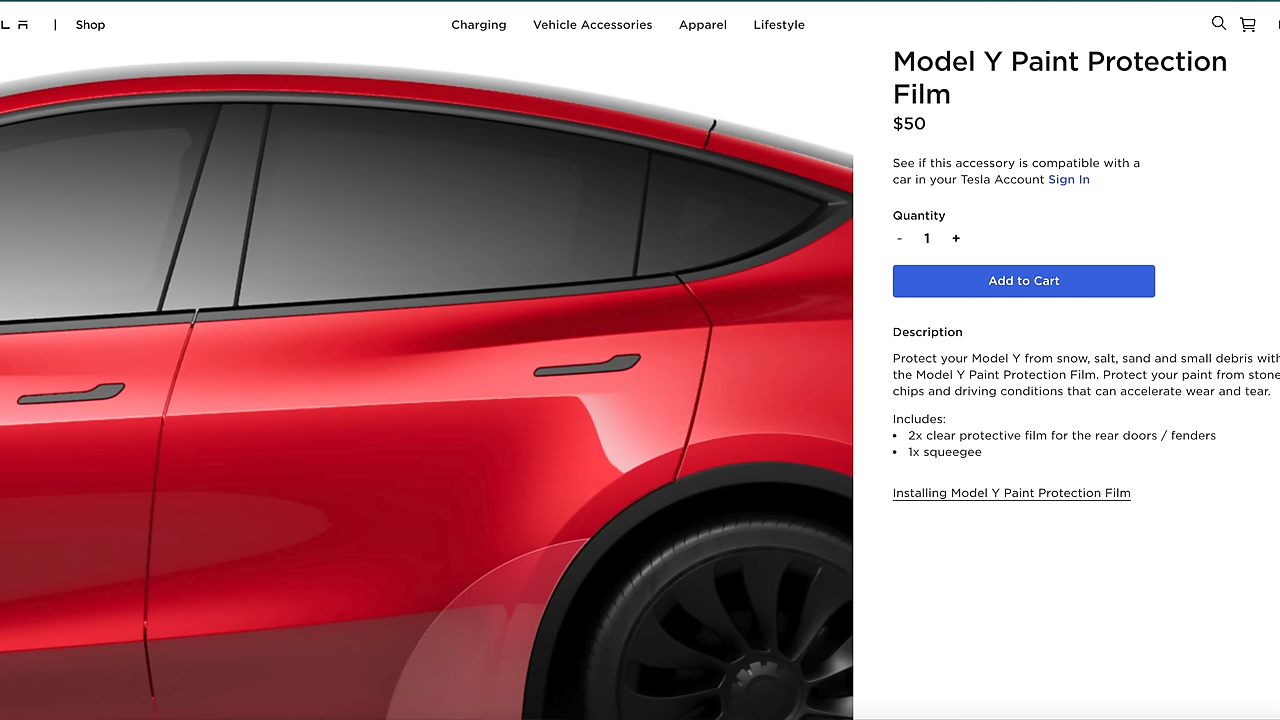 | Shop
Charging Vehicle Accessories Apparel Lifestyle
Model Y Paint Protection
Film
$50
See if this accessory is compatible with a
car in your Tesla Account Sign In
Quantity
- 1 +
Add to Cart
Description
Protect your Model Y from snow, salt, sand and small debris with
the Model Y Paint Protection Film. Protect your paint from stone
chips and driving conditions that can accelerate wear and tear.
Includes:
• 2x clear protective film for the rear doors / fenders
• 1x squeegee
Installing Model Y Paint Protection Film